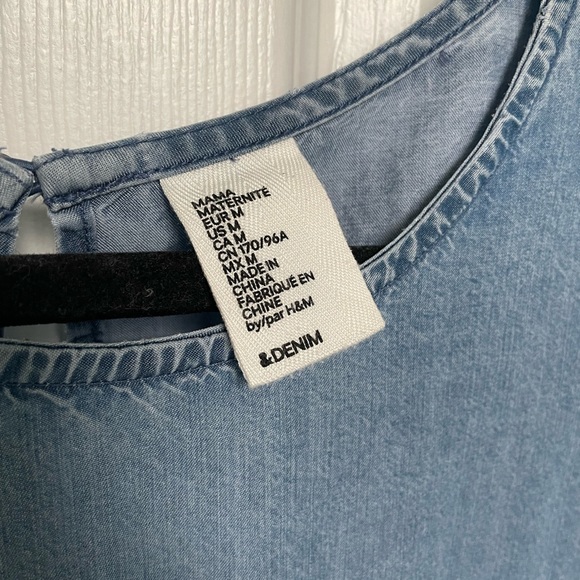 MAMA
MATERNITÉ
EUR M
US M
CA M
CN 170/96A
MX M
MADE IN
CHINA
FABRIQUÉ EN
CHINE
by/par H&M
&DENIM